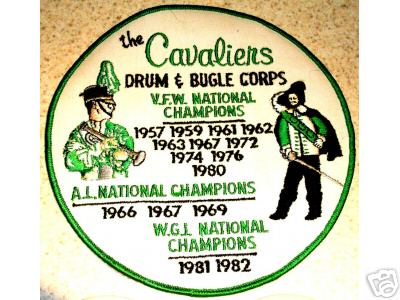 the Cavaliers
DRUM & BUGLE CORPS
V.F.W. NATIONAL
CHAMPIONS
1957 1959 1961 1962
1963 1967 1972
1974 1976
1980
A.L. NATIONAL CHAMPIONS
1966 1967 1969
W.G.I. NATIONAL
CHAMPIONS
1981 1982
ebY